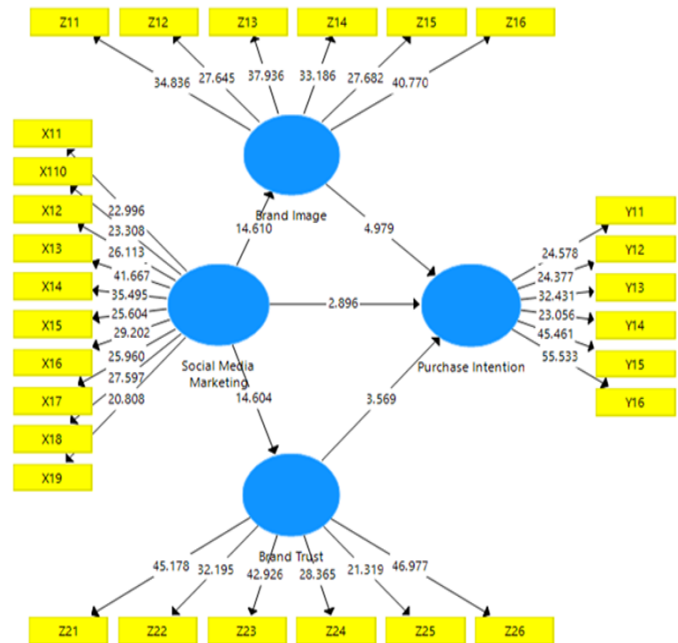 Z11 Z12 Z13 Z14 Z15 Z16
34.836 27.645 37.936 33.186 27.682 40.770
X11
X110
X12
X13
X14
X15
X16
X17
X18
X19
22.996
23.308
26.113
41.667
35.495
25.604
29.202
25.960
27.597
20.808
Brand Image
14.610
4.979
2.896
Social Media
Marketing
14.604
3.569
Purchase Intention
24.578
24.377
32.431
23.056
45.461
55.533
Y11
Y12
Y13
Y14
Y15
Y16
Brand Trust
45.178 32.195 42.926 28.365 21.319 46.977
Z21 Z22 Z23 Z24 Z25 Z26